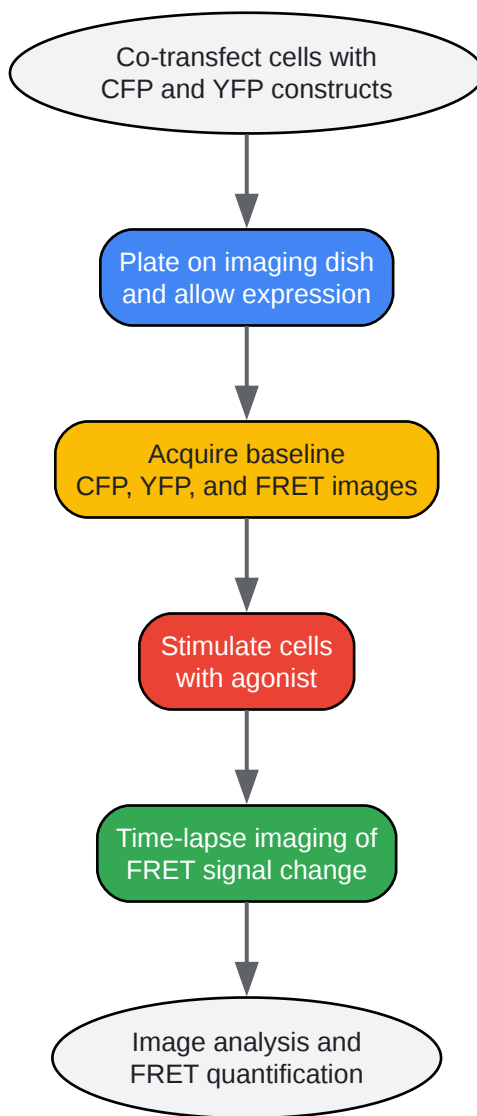 Co-transfect cells with
CFP and YFP constructs
Plate on imaging dish
and allow expression
Acquire baseline
CFP, YFP, and FRET images
Stimulate cells
with agonist
Time-lapse imaging of
FRET signal change
Image analysis and
FRET quantification